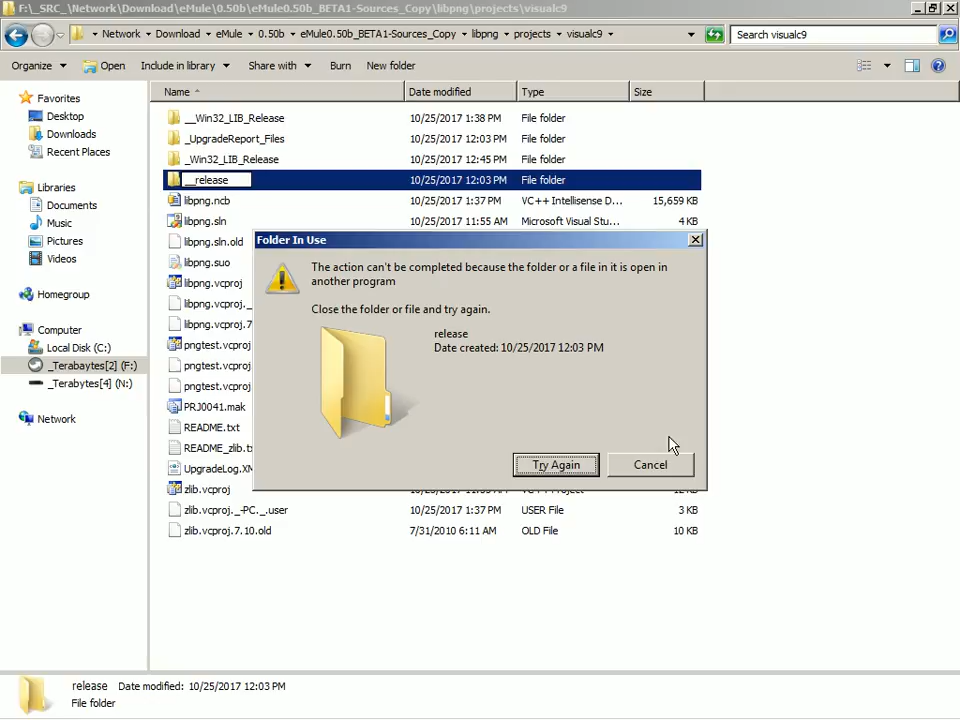 F:\_SRC_\Network\Download\eMule\0.50b\eMule0.50b_BETA1-Sources_Copy\libpng\projects\visualc9
Network Download eMule 0.50b eMule0.50b_BETA1-Sources_Copy libpng projects visualc9
Search visualc9
Organize Open Include in library Share with Burn New folder
Name Date modified Type Size
Favorites
Desktop
Downloads
Recent Places
Libraries
Documents
Music
Pictures
Videos
Homegroup
Computer
Local Disk (C:)
_Terabaytes[2] (F:)
_Terabytes[4] (N:)
Network
__Win32_LIB_Release 10/25/2017 1:38 PM File folder
_UpgradeReport_Files 10/25/2017 12:03 PM File folder
_Win32_LIB_Release 10/25/2017 12:45 PM File folder
__release 10/25/2017 12:03 PM File folder
libpng.ncb 10/25/2017 1:37 PM VC++ Intellisense D... 15,659 KB
libpng.sln 10/25/2017 11:55 AM Microsoft Visual Stu... 4 KB
libpng.sln.old
libpng.suo
libpng.vcproj
libpng.vcproj._
libpng.vcproj.7
pngtest.vcproj
pngtest.vcproj
pngtest.vcproj
PRJ0041.mak
README.txt
README_zlib.tx
UpgradeLog.XM
zlib.vcproj
zlib.vcproj._-PC._.user 10/25/2017 1:37 PM USER File 3 KB
zlib.vcproj.7.10.old 7/31/2010 6:11 AM OLD File 10 KB
Folder In Use
The action can't be completed because the folder or a file in it is open in
another program
Close the folder or file and try again.
release
Date created: 10/25/2017 12:03 PM
Try Again Cancel
release Date modified: 10/25/2017 12:03 PM
File folder